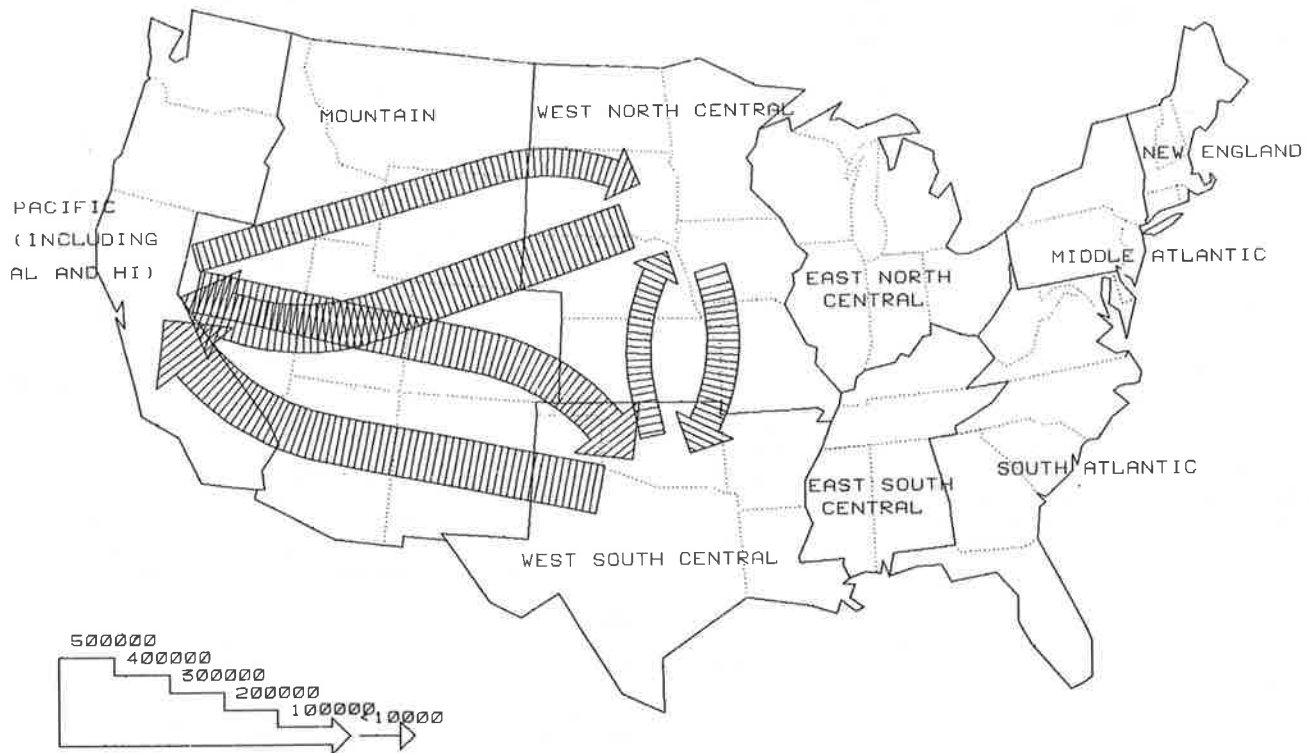 MOUNTAIN
WEST NORTH CENTRAL
NEW ENGLAND
PACIFIC
(INCLUDING
AL AND HI)
MIDDLE ATLANTIC
EAST NORTH
CENTRAL
SOUTH ATLANTIC
EAST SOUTH
CENTRAL
WEST SOUTH CENTRAL
500000
400000
300000
200000
100000
<10000